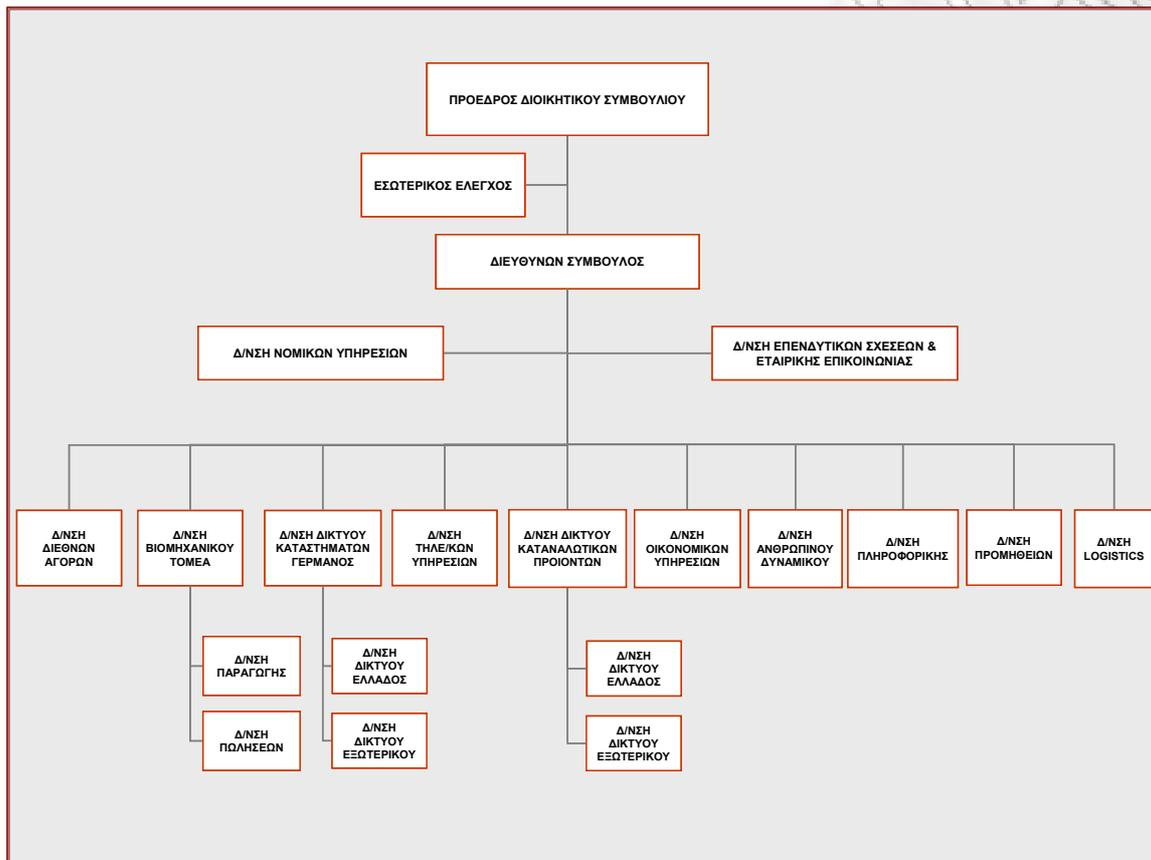 ΠΡΟΕΔΡΟΣ ΔΙΟΙΚΗΤΙΚΟΥ ΣΥΜΒΟΥΛΙΟΥ
ΕΣΩΤΕΡΙΚΟΣ ΕΛΕΓΧΟΣ
ΔΙΕΥΘΥΝΩΝ ΣΥΜΒΟΥΛΟΣ
Δ/ΝΣΗ ΝΟΜΙΚΩΝ ΥΠΗΡΕΣΙΩΝ
Δ/ΝΣΗ ΕΠΕΝΔΥΤΙΚΩΝ ΣΧΕΣΕΩΝ &
ΕΤΑΙΡΙΚΗΣ ΕΠΙΚΟΙΝΩΝΙΑΣ
Δ/ΝΣΗ
ΔΙΕΘΝΩΝ
ΑΓΟΡΩΝ
Δ/ΝΣΗ
ΒΙΟΜΗΧΑΝΙΚΟΥ
ΤΟΜΕΑ
Δ/ΝΣΗ ΔΙΚΤΥΟΥ
ΚΑΤΑΣΤΗΜΑΤΩΝ
ΓΕΡΜΑΝΟΣ
Δ/ΝΣΗ
ΤΗΛΕ/ΚΩΝ
ΥΠΗΡΕΣΙΩΝ
Δ/ΝΣΗ ΔΙΚΤΥΟΥ
ΚΑΤΑΝΑΛΩΤΙΚΩΝ
ΠΡΟΙΟΝΤΩΝ
Δ/ΝΣΗ
ΟΙΚΟΝΟΜΙΚΩΝ
ΥΠΗΡΕΣΙΩΝ
Δ/ΝΣΗ
ΑΝΘΡΩΠΙΝΟΥ
ΔΥΝΑΜΙΚΟΥ
Δ/ΝΣΗ
ΠΛΗΡΟΦΟΡΙΚΗΣ
Δ/ΝΣΗ
ΠΡΟΜΗΘΕΙΩΝ
Δ/ΝΣΗ
LOGISTICS
Δ/ΝΣΗ
ΠΑΡΑΓΩΓΗΣ
Δ/ΝΣΗ
ΠΩΛΗΣΕΩΝ
Δ/ΝΣΗ
ΔΙΚΤΥΟΥ
ΕΛΛΑΔΟΣ
Δ/ΝΣΗ
ΔΙΚΤΥΟΥ
ΕΞΩΤΕΡΙΚΟΥ
Δ/ΝΣΗ
ΔΙΚΤΥΟΥ
ΕΛΛΑΔΟΣ
Δ/ΝΣΗ
ΔΙΚΤΥΟΥ
ΕΞΩΤΕΡΙΚΟΥ